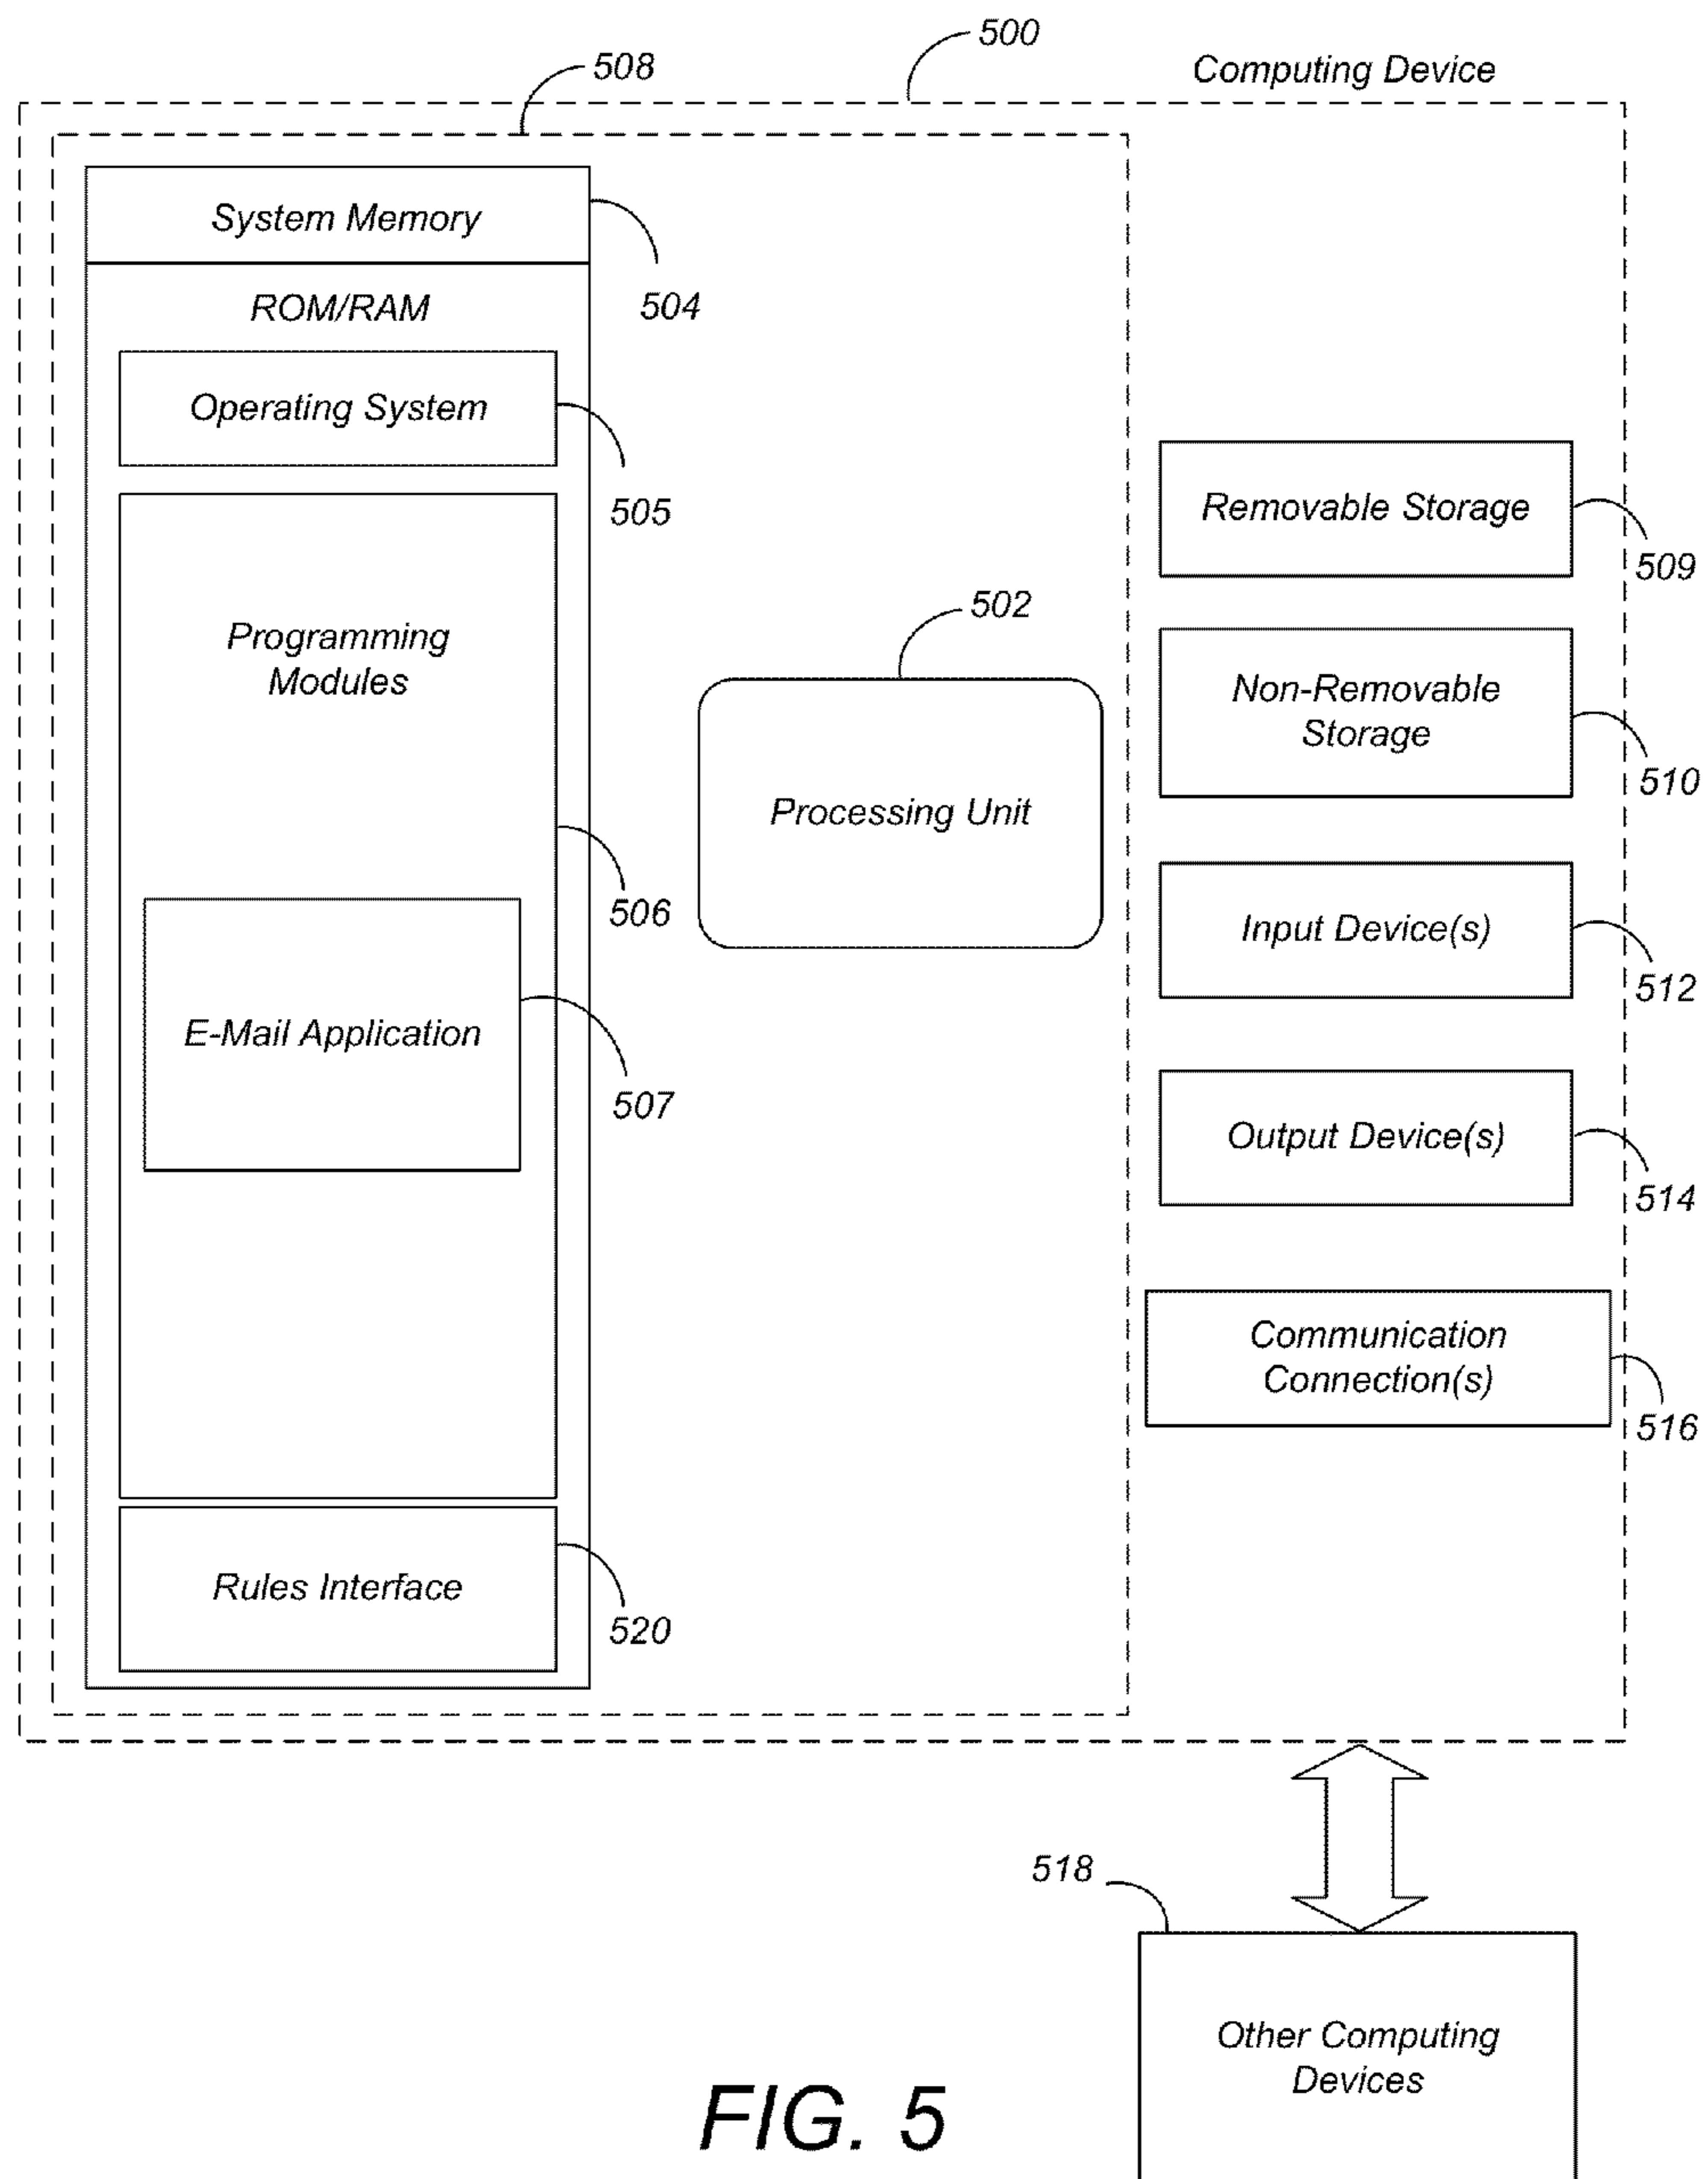 500
508
Computing Device
System Memory
504
ROM/RAM
Operating System
505
Removable Storage
509
502
Programming
Modules
Non-Removable
Storage
510
Processing Unit
506
Input Device(s)
512
E-Mail Application
507
Output Device(s)
514
Communication
Connection(s)
516
Rules Interface
520
518
Other Computing
Devices
FIG. 5